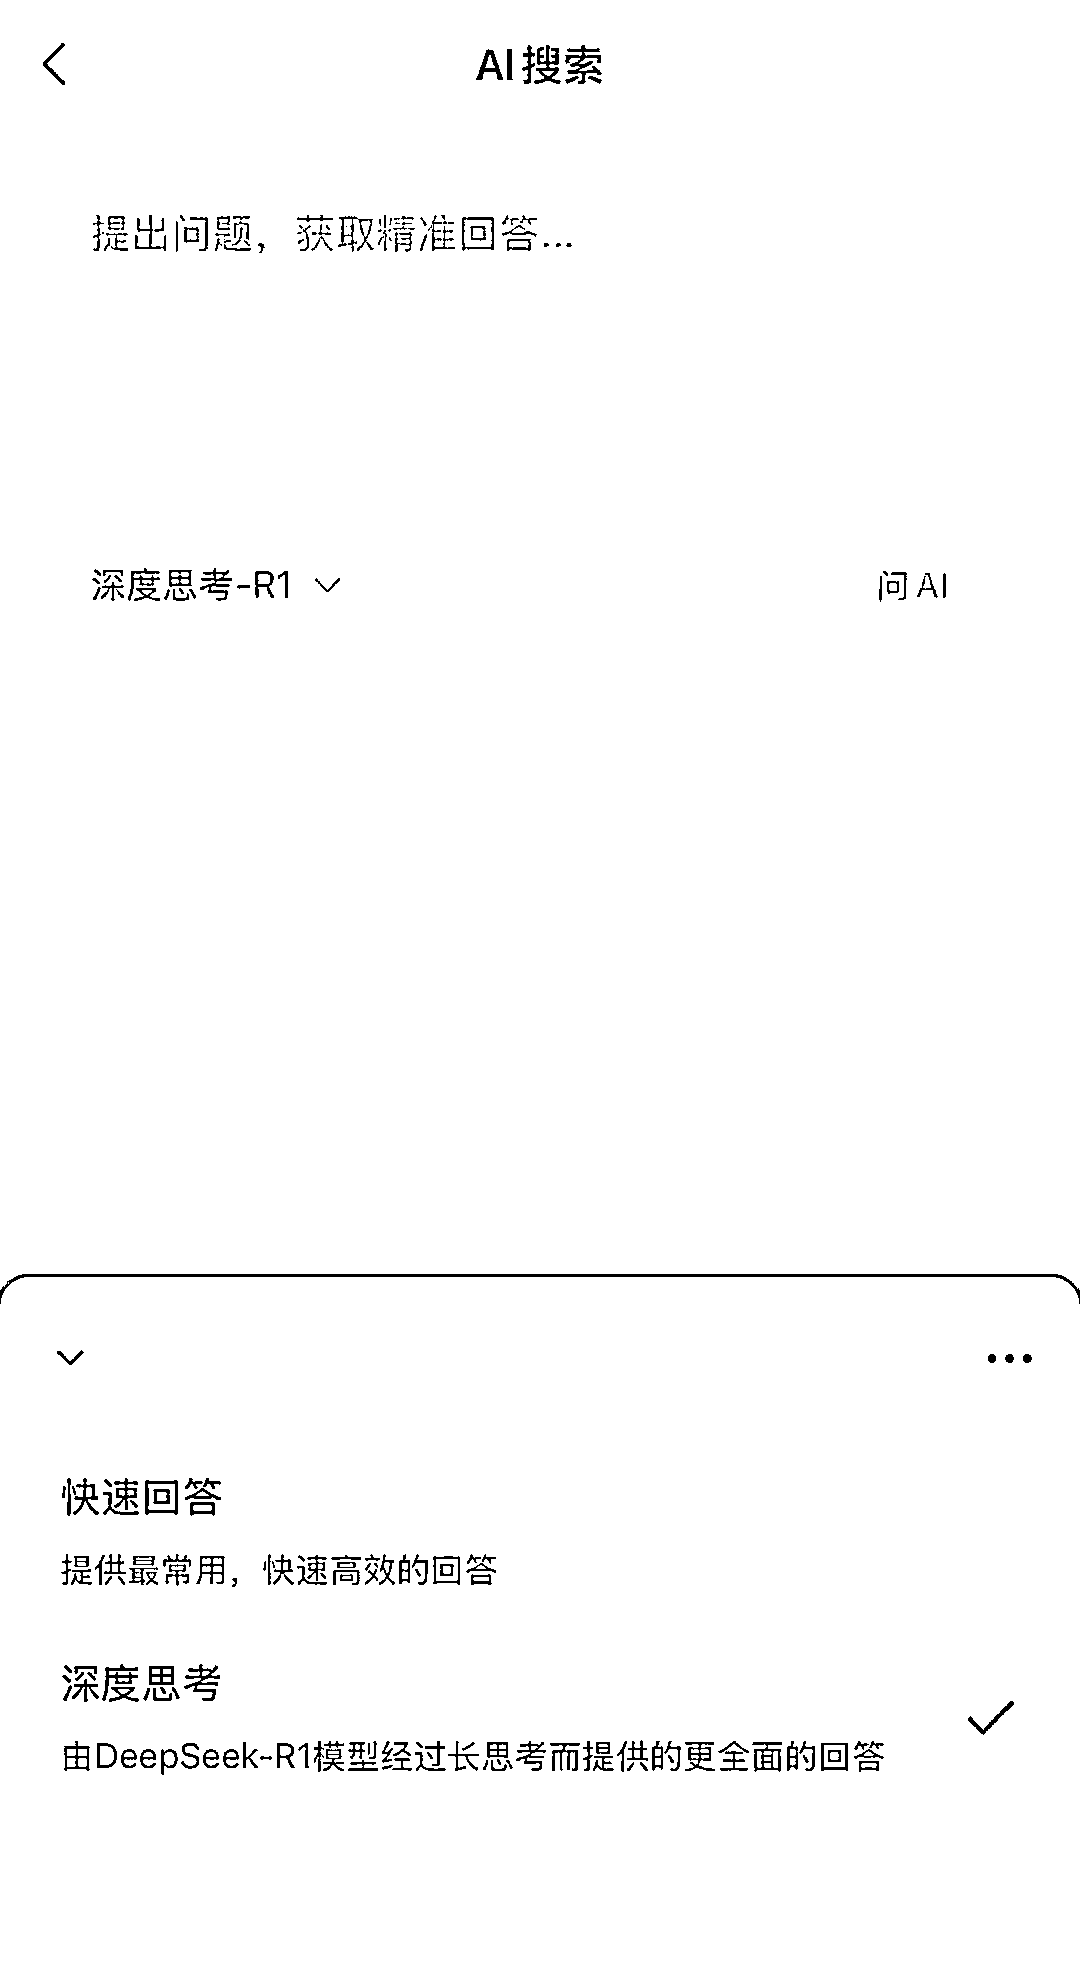 AI搜索
提出问题，获取精准回答...
深度思考-R1
问AI
快速回答
提供最常用，快速高效的回答
深度思考
由DeepSeek-R1模型经过长思考而提供的更全面的回答